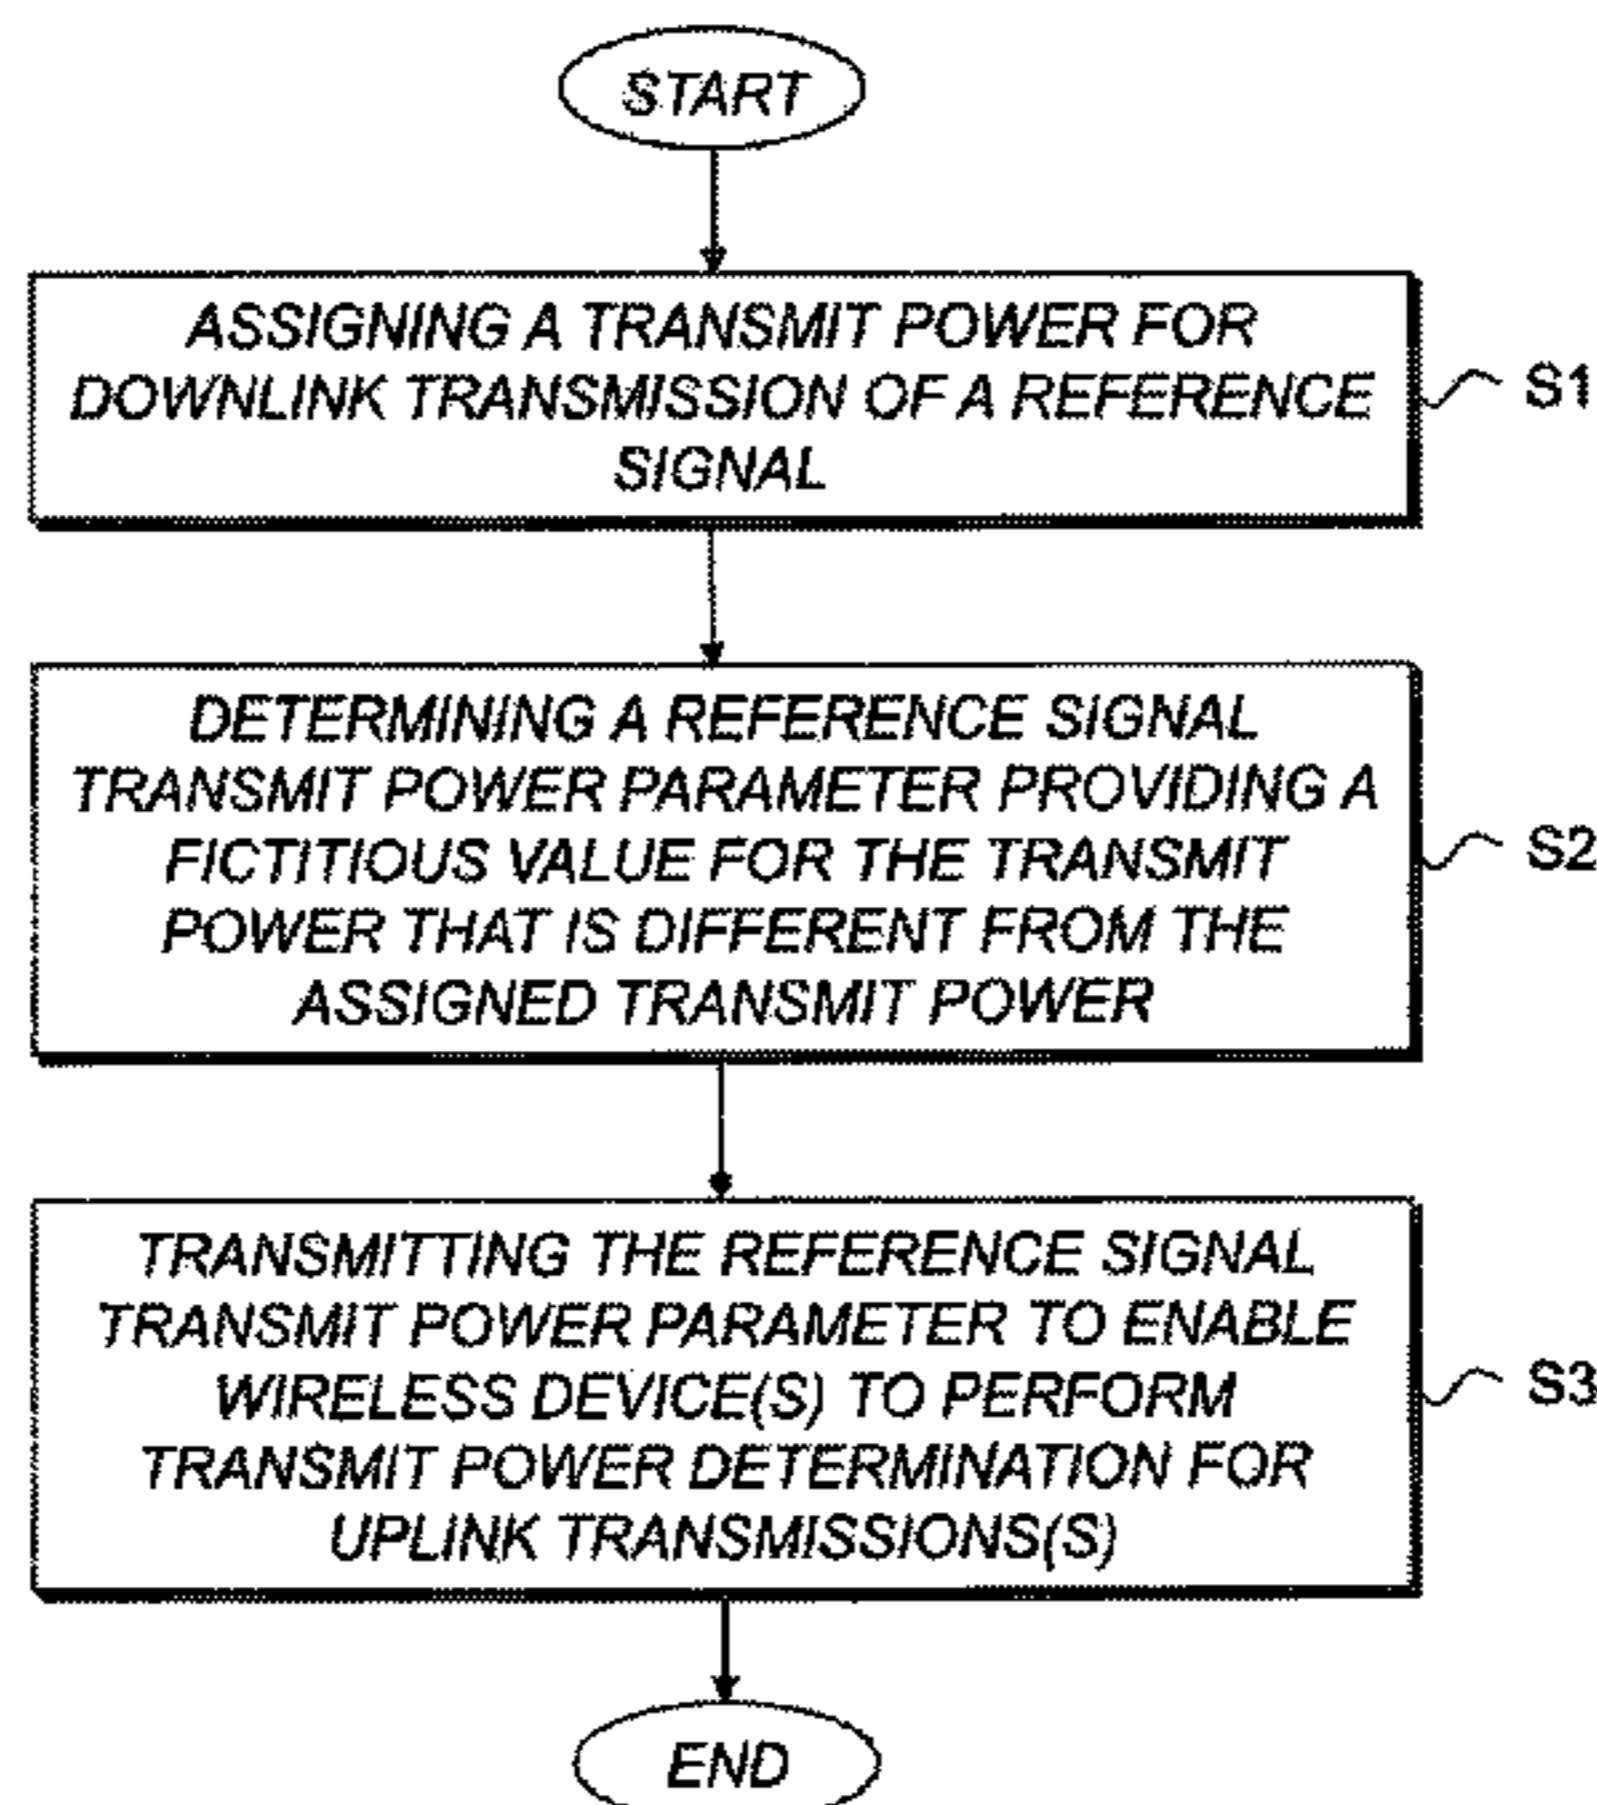 START
ASSIGNING A TRANSMIT POWER FOR
DOWNLINK TRANSMISSION OF A REFERENCE
SIGNAL
S1
DETERMINING A REFERENCE SIGNAL
TRANSMIT POWER PARAMETER PROVIDING A
FICTITIOUS VALUE FOR THE TRANSMIT
POWER THAT IS DIFFERENT FROM THE
ASSIGNED TRANSMIT POWER
S2
TRANSMITTING THE REFERENCE SIGNAL
TRANSMIT POWER PARAMETER TO ENABLE
WIRELESS DEVICE(S) TO PERFORM
TRANSMIT POWER DETERMINATION FOR
UPLINK TRANSMISSIONS(S)
S3
END